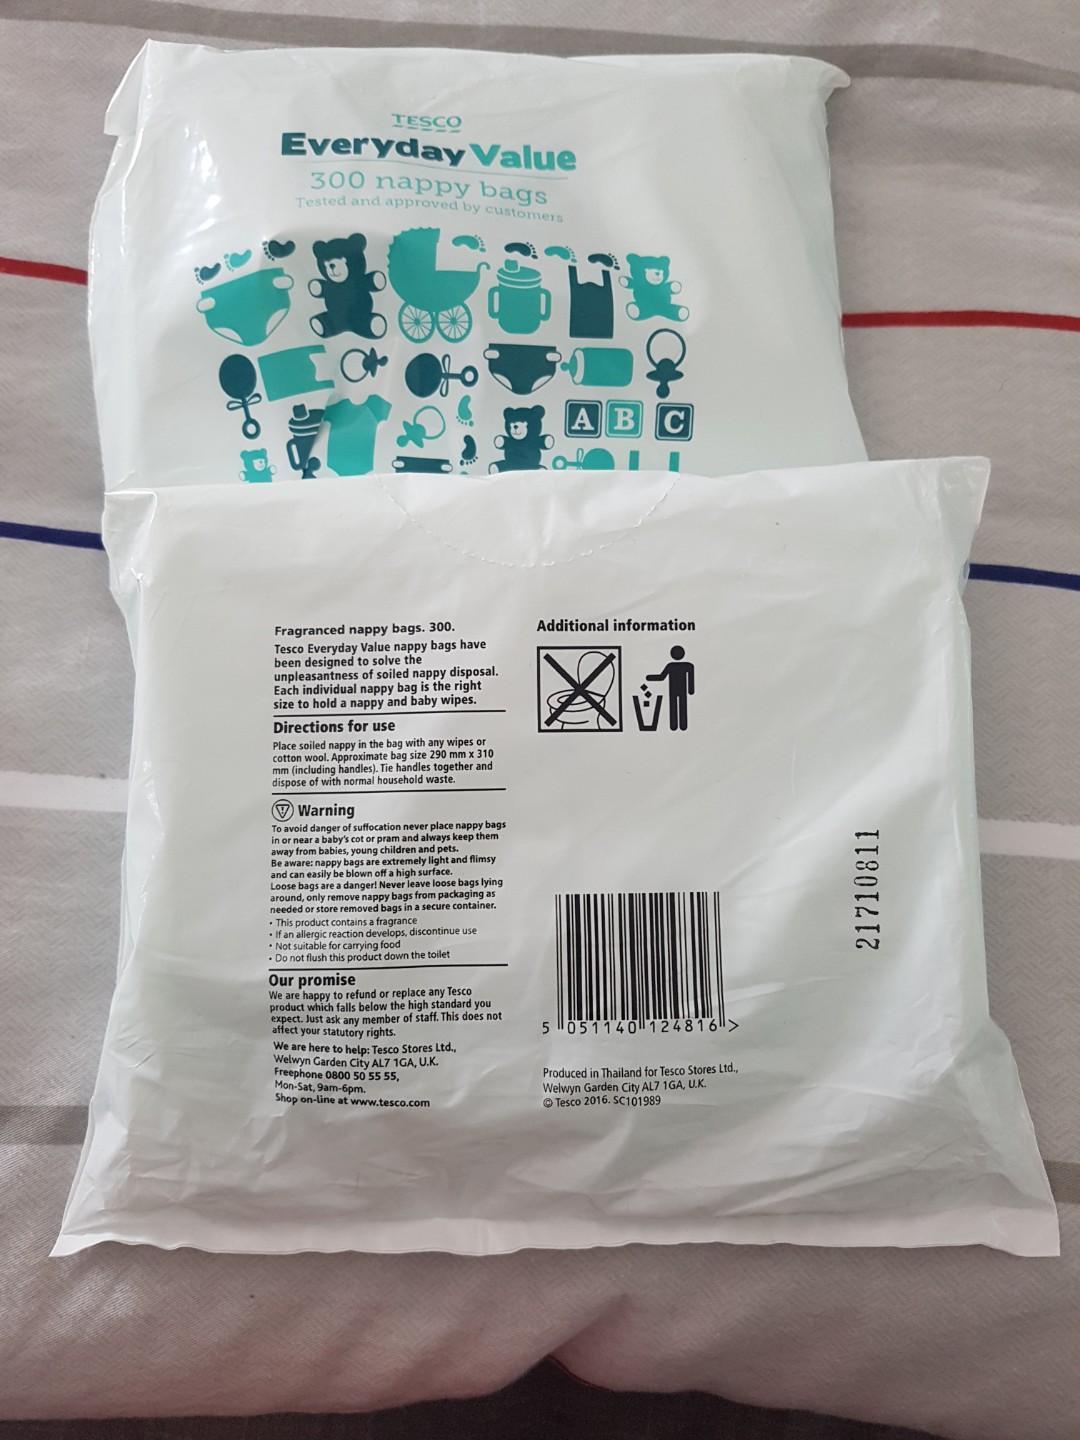 TESCO
Everyday Value
300 nappy bags
Tested and approved by customers
A B C
Fragranced nappy bags. 300.
Tesco Everyday Value nappy bags have
been designed to solve the
unpleasantness of soiled nappy disposal.
Each individual nappy bag is the right
size to hold a nappy and baby wipes.
Directions for use
Place soiled nappy in the bag with any wipes or
cotton wool. Approximate bag size 290 mm x 310
mm (including handles). Tie handles together and
dispose of with normal household waste.
Warning
To avoid danger of suffocation never place nappy bags
in or near a baby's cot or pram and always keep them
away from babies, young children and pets.
Be aware: nappy bags are extremely light and flimsy
and can easily be blown off a high surface.
Loose bags are a danger! Never leave loose bags lying
around, only remove nappy bags from packaging as
needed or store removed bags in a secure container.
• This product contains a fragrance
• If an allergic reaction develops, discontinue use
• Not suitable for carrying food
• Do not flush this product down the toilet
Our promise
We are happy to refund or replace any Tesco
product which falls below the high standard you
expect. Just ask any member of staff. This does not
affect your statutory rights.
We are here to help: Tesco Stores Ltd.,
Welwyn Garden City AL7 1GA, U.K.
Freephone 0800 50 55 55,
Mon-Sat, 9am-6pm.
Shop on-line at www.tesco.com
Additional information
21710811
5 051140 124816 >
Produced in Thailand for Tesco Stores Ltd.,
Welwyn Garden City AL7 1GA, U.K.
© Tesco 2016. SC101989